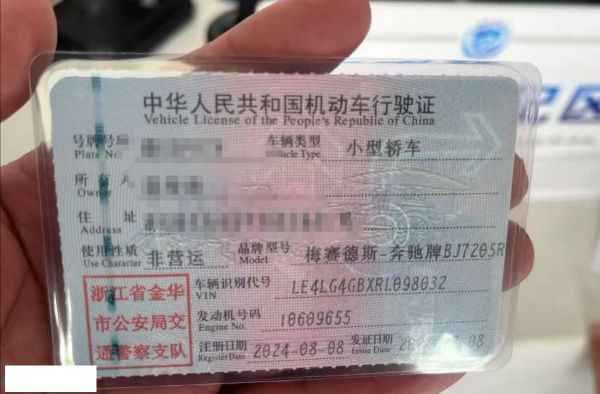 中华人民共和国机动车行驶证
Vehicle License of the People's Republic of China
号牌号码 车辆类型 小型轿车
Plate No. Vehicle Type
所有人
Owner
住址
Address
使用性质 非营运 品牌型号 梅赛德斯-奔驰牌BJ7205R
Use Character Model
浙江省金华
市公安局交
通警察支队
车辆识别代号 LE4LG4GBXRL098032
VIN
发动机号码 10609655
Engine No.
注册日期 2024-08-08 发证日期
Register Date Issue Date